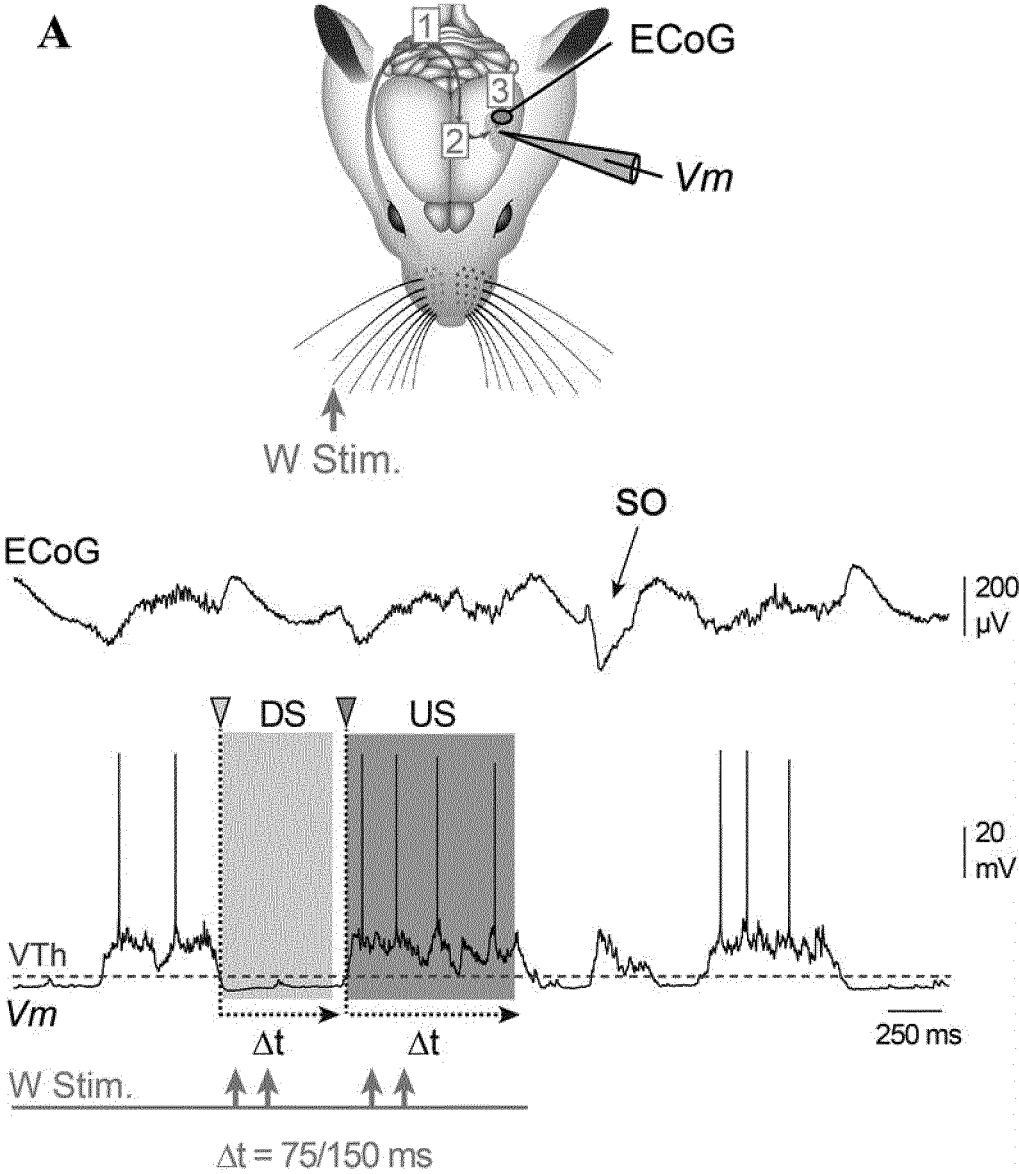 A
1
ECoG
3
2
Vm
W Stim.
SO
ECoG
200
µV
DS
US
20
mV
VTh
Vm
250 ms
Δt
Δt
W Stim.
Δt = 75/150 ms